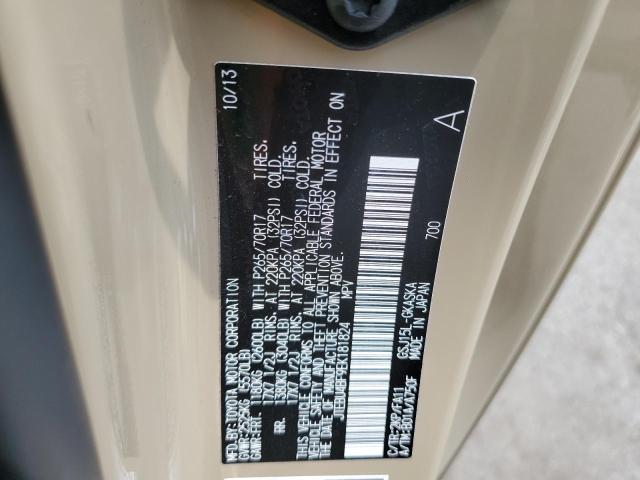 MFD. BY: TOYOTA MOTOR CORPORATION 10/13
GVWR: 2525KG (5570LB)
GAWR: FRT. 1180KG (2600LB) WITH P265/70R17 TIRES.
17X7 1/2J RIMS. AT 220KPA (32PSI) COLD.
RR. 1380KG (3040LB) WITH P265/70R17 TIRES.
17X7 1/2J RIMS. AT 220KPA (32PSI) COLD.
THIS VEHICLE CONFORMS TO ALL APPLICABLE FEDERAL MOTOR
VEHICLE SAFETY AND THEFT PREVENTION STANDARDS IN EFFECT ON
THE DATE OF MANUFACTURE SHOWN ABOVE.
MPV
A
C/TR: 700
GSJ15L-GKASKA
MADE IN JAPAN